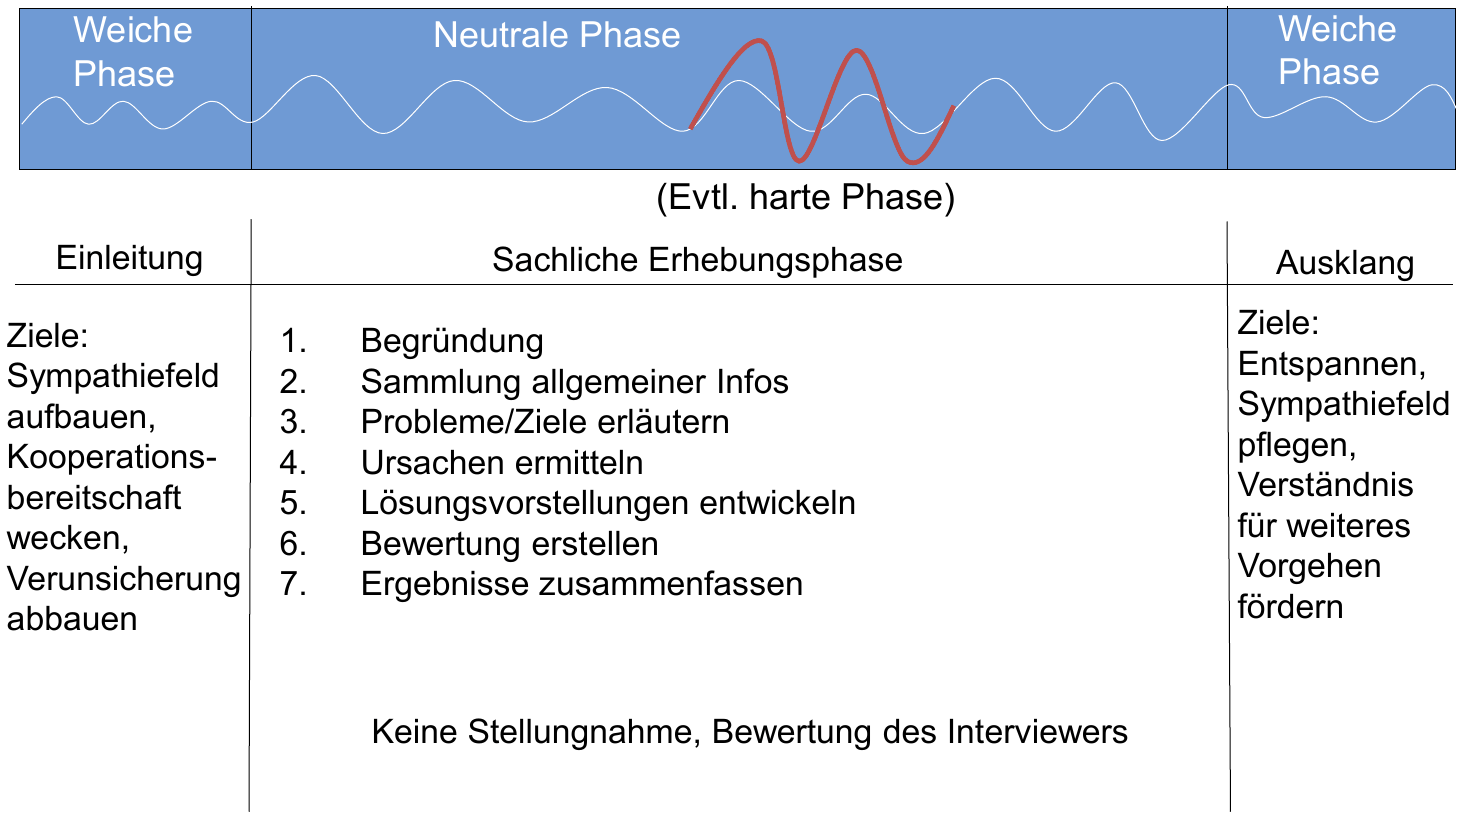 Weiche
Phase
Neutrale Phase
Weiche
Phase
(Evtl. harte Phase)
Einleitung
Sachliche Erhebungsphase
Ausklang
Ziele:
Sympathiefeld
aufbauen,
Kooperations-
bereitschaft
wecken,
Verunsicherung
abbauen
1. Begründung
2. Sammlung allgemeiner Infos
3. Probleme/Ziele erläutern
4. Ursachen ermitteln
5. Lösungsvorstellungen entwickeln
6. Bewertung erstellen
7. Ergebnisse zusammenfassen
Keine Stellungnahme, Bewertung des Interviewers
Ziele:
Entspannen,
Sympathiefeld
pflegen,
Verständnis
für weiteres
Vorgehen
fördern